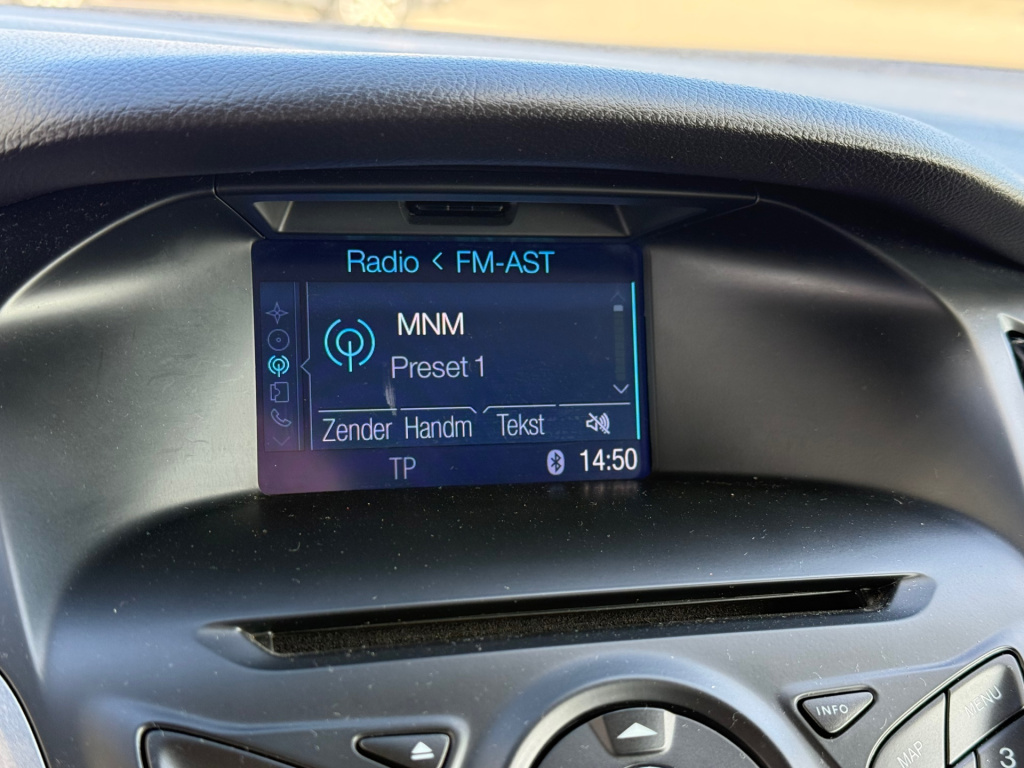 Radio < FM-AST
MNM
Preset 1
Zender Handm Tekst
TP 14:50
INFO
MENU
MAP
3